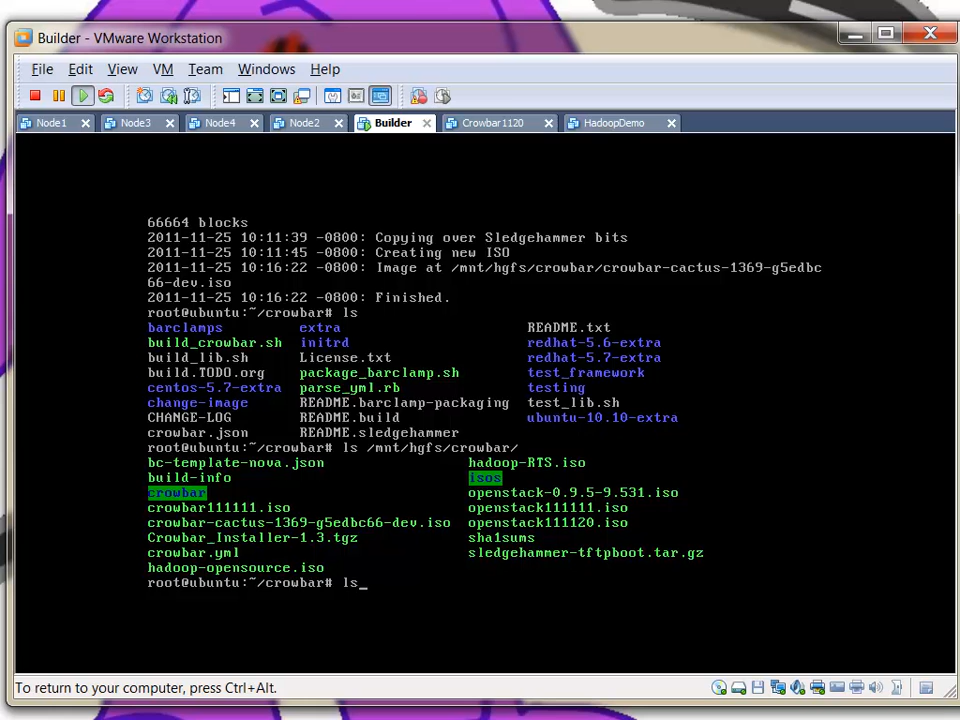 Builder - VMware Workstation
File Edit View VM Team Windows Help
Node1 Node3 Node4 Node2 Builder Crowbar1120 HadoopDemo
66664 blocks
2011-11-25 10:11:39 -0800: Copying over Sledgehammer bits
2011-11-25 10:11:45 -0800: Creating new ISO
2011-11-25 10:16:22 -0800: Image at /mnt/hgfs/crowbar/crowbar-cactus-1369-g5edbc
66-dev.iso
2011-11-25 10:16:22 -0800: Finished.
root@ubuntu:~/crowbar# ls
barclamps extra README.txt
build_crowbar.sh initrd redhat-5.6-extra
build_lib.sh License.txt redhat-5.7-extra
build.TODO.org package_barclamp.sh test_framework
centos-5.7-extra parse_yml.rb testing
change-image README.barclamp-packaging test_lib.sh
CHANGE-LOG README.build ubuntu-10.10-extra
crowbar.json README.sledgehammer
root@ubuntu:~/crowbar# ls /mnt/hgfs/crowbar/
bc-template-nova.json hadoop-RTS.iso
build-info isos
crowbar openstack-0.9.5-9.531.iso
crowbar111111.iso openstack111111.iso
crowbar-cactus-1369-g5edbc66-dev.iso openstack111120.iso
Crowbar_Installer-1.3.tgz sha1sums
crowbar.yml sledgehammer-tftpboot.tar.gz
hadoop-opensource.iso
root@ubuntu:~/crowbar# ls_
To return to your computer, press Ctrl+Alt.